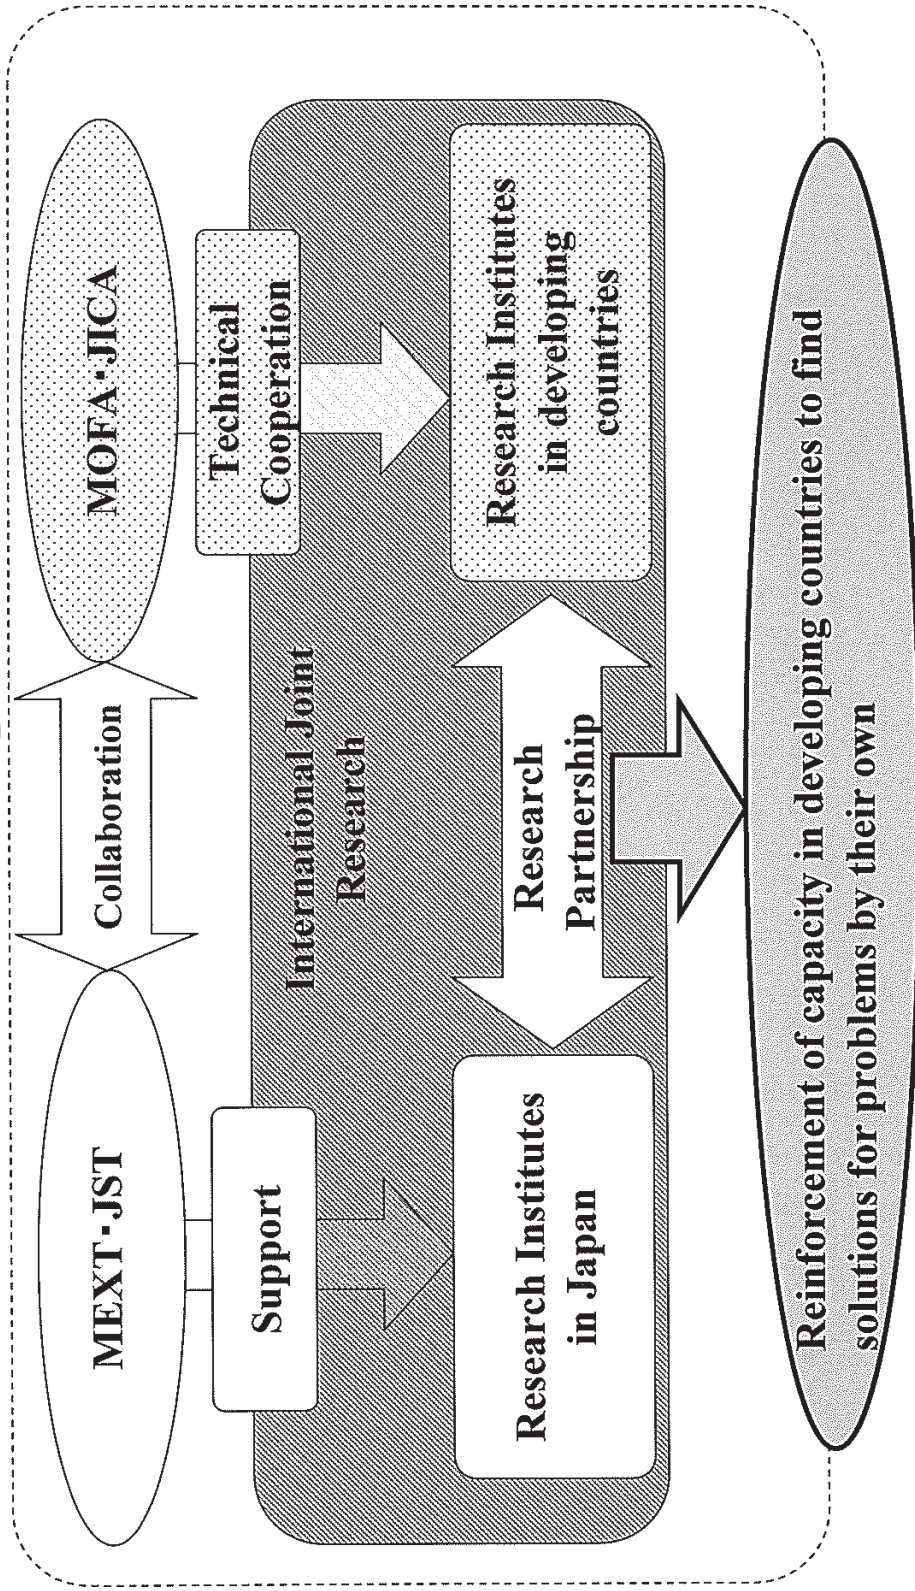 MEXT・JST
Collaboration
MOFA・JICA
Support
International Joint
Research
Technical
Cooperation
Research Institutes
in Japan
Research
Partnership
Research Institutes
in developing
countries
Reinforcement of capacity in developing countries to find
solutions for problems by their own